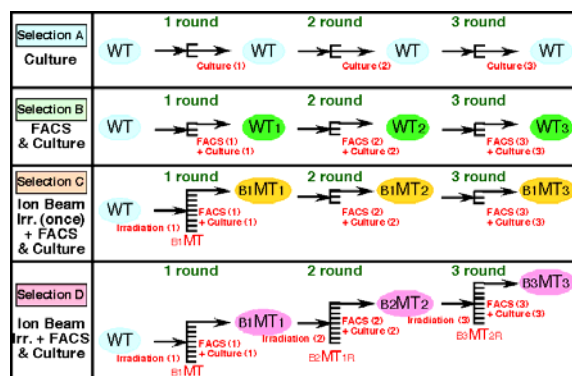 Selection A
Culture
1 round 2 round 3 round
WT WT WT WT
Culture (1) Culture (2) Culture (3)
Selection B
FACS
& Culture
1 round 2 round 3 round
WT WT1 WT2 WT3
FACS (1) FACS (2) FACS (3)
+ Culture (1) + Culture (2) + Culture (3)
Selection C
Ion Beam
Irr. (once)
+ FACS
& Culture
1 round 2 round 3 round
WT B1MT1 B1MT2 B1MT3
FACS (1) FACS (2) FACS (3)
+ Culture (1) + Culture (2) + Culture (3)
Irradiation (1)
B1MT
Selection D
Ion Beam
Irr. + FACS
& Culture
1 round 2 round 3 round
WT B1MT1 B2MT2 B3MT3
FACS (1) FACS (2) FACS (3)
+ Culture (1) + Culture (2) + Culture (3)
Irradiation (1) Irradiation (2) Irradiation (3)
B1MT B2MT1R B3MT2R